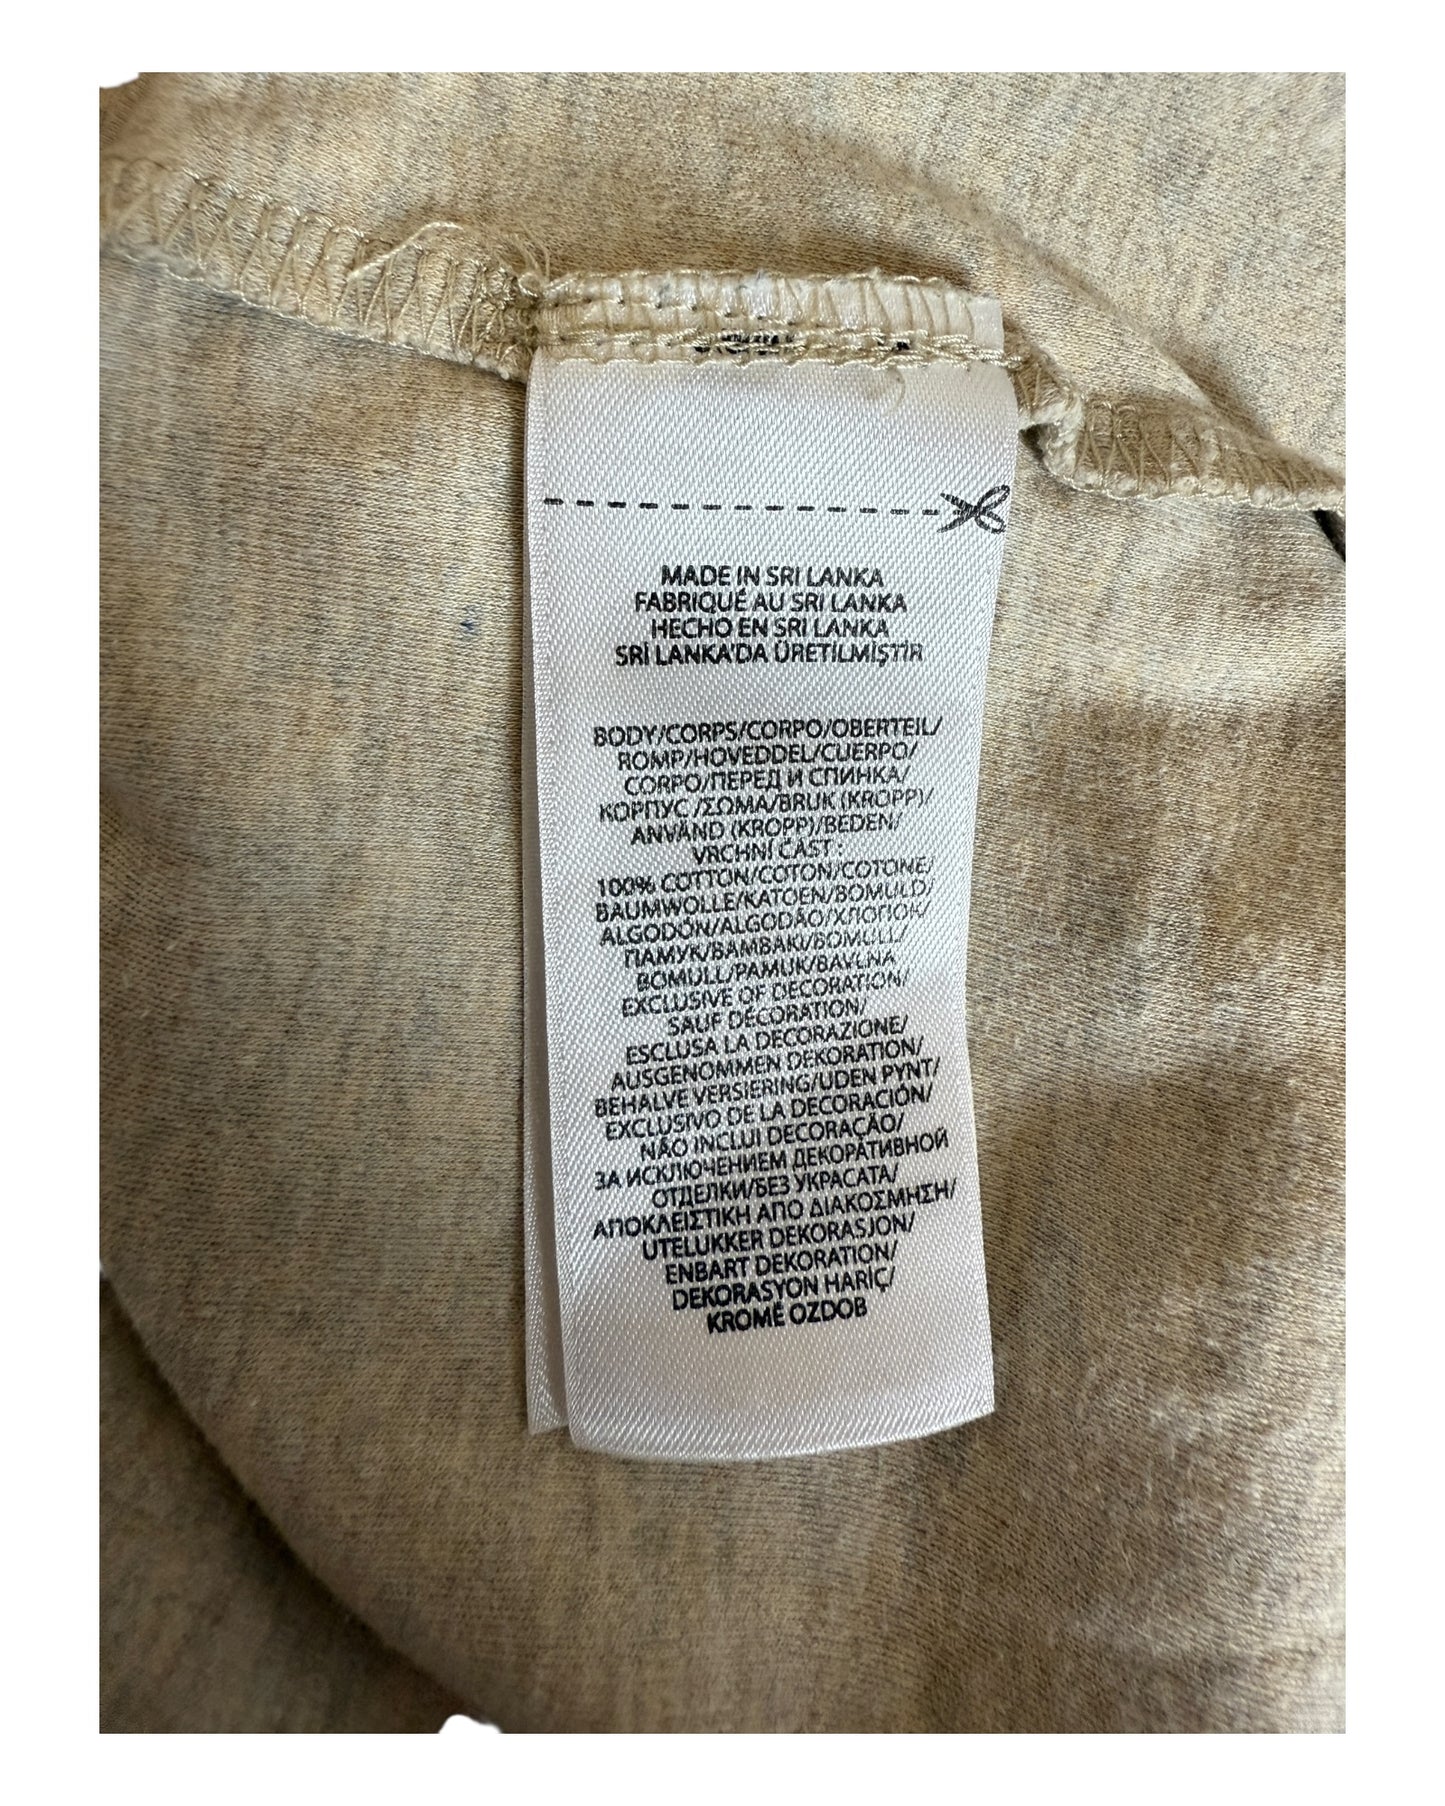 MADE IN SRI LANKA
FABRIQUÉ AU SRI LANKA
HECHO EN SRI LANKA
SRİ LANKA'DA ÜRETİLMİŞTİR
BODY/CORPS/CORPO/OBERTEIL/
ROMP/HOVEDDEL/CUERPO/
CORPO/ПЕРЕД И СПИНКА/
КОРПУС /ΣΩΜΑ/BRUK (KROPP)/
ANVÄND (KROPP)/BEDEN/
VRCHNÍ ČÁST :
100% COTTON/COTON/COTONE/
BAUMWOLLE/KATOEN/BOMULD/
ALGODÓN/ALGODÃO/ХЛОПОК/
ПАМУК/ΒΑΜΒΑΚΙ/BOMULL/
BOMULL/PAMUK/BAVLNA
EXCLUSIVE OF DECORATION/
SAUF DÉCORATION/
ESCLUSA LA DECORAZIONE/
AUSGENOMMEN DEKORATION/
BEHALVE VERSIERING/UDEN PYNT/
EXCLUSIVO DE LA DECORACIÓN/
NÃO INCLUI DECORAÇÃO/
ЗА ИСКЛЮЧЕНИЕМ ДЕКОРАТИВНОЙ
ОТДЕЛКИ/БЕЗ УКРАСАТА/
ΑΠΟΚΛΕΙΣΤΙΚΗ ΑΠΟ ΔΙΑΚΟΣΜΗΣΗ/
UTELUKKER DEKORASJON/
ENBART DEKORATION/
DEKORASYON HARİÇ/
KROMĚ OZDOB